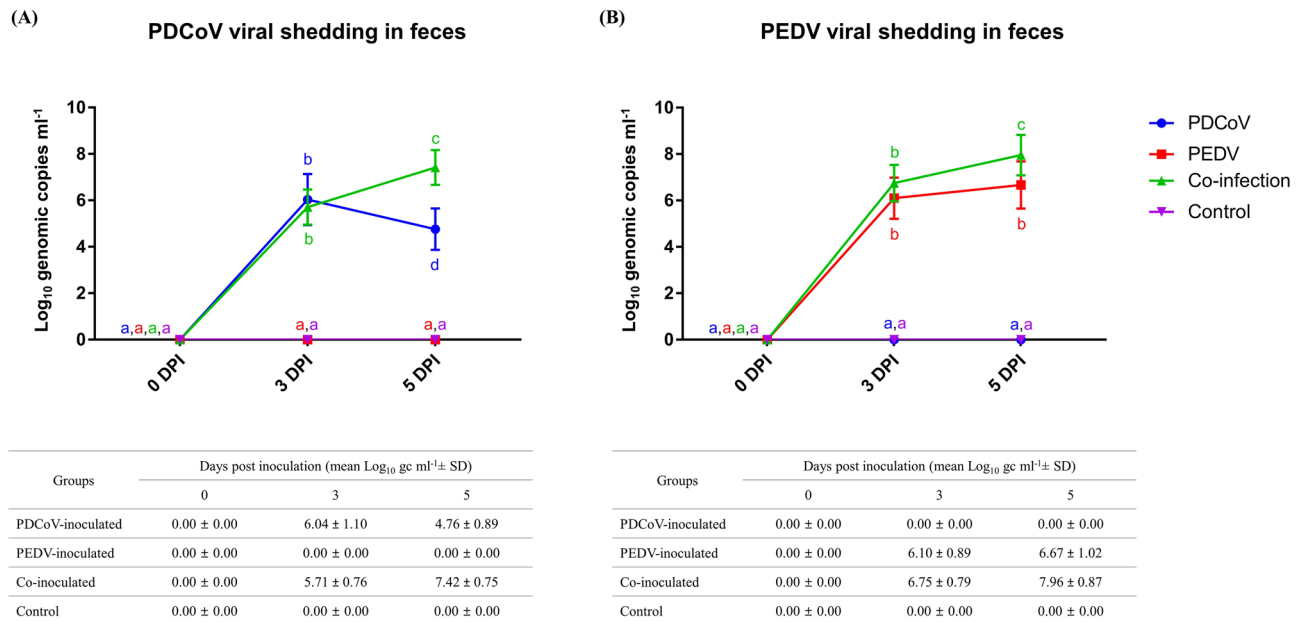 (A)
PDCoV viral shedding in feces
Log₁₀ genomic copies ml⁻¹
10
8
6
4
2
0
b
b
c
d
a,a,a,a
a,a
a,a
0 DPI
3 DPI
5 DPI
Groups
Days post inoculation (mean Log₁₀ gc ml⁻¹± SD)
0 3 5
PDCoV-inoculated 0.00 ± 0.00 6.04 ± 1.10 4.76 ± 0.89
PEDV-inoculated 0.00 ± 0.00 0.00 ± 0.00 0.00 ± 0.00
Co-inoculated 0.00 ± 0.00 5.71 ± 0.76 7.42 ± 0.75
Control 0.00 ± 0.00 0.00 ± 0.00 0.00 ± 0.00
(B)
PEDV viral shedding in feces
Log₁₀ genomic copies ml⁻¹
10
8
6
4
2
0
b
b
c
b
a,a,a,a
a,a
a,a
0 DPI
3 DPI
5 DPI
PDCoV
PEDV
Co-infection
Control
Groups
Days post inoculation (mean Log₁₀ gc ml⁻¹± SD)
0 3 5
PDCoV-inoculated 0.00 ± 0.00 0.00 ± 0.00 0.00 ± 0.00
PEDV-inoculated 0.00 ± 0.00 6.10 ± 0.89 6.67 ± 1.02
Co-inoculated 0.00 ± 0.00 6.75 ± 0.79 7.96 ± 0.87
Control 0.00 ± 0.00 0.00 ± 0.00 0.00 ± 0.00